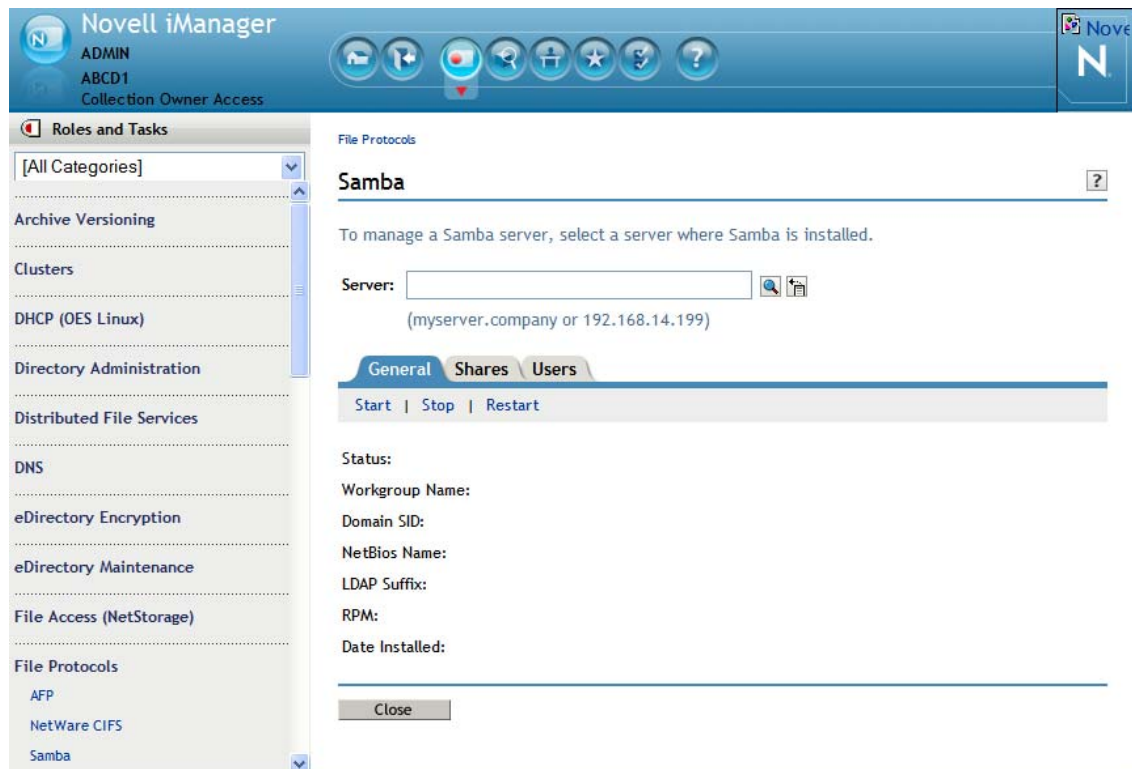 Novell iManager
ADMIN
ABCD1
Collection Owner Access
Nove
N
Roles and Tasks
[All Categories]
Archive Versioning
Clusters
DHCP (OES Linux)
Directory Administration
Distributed File Services
DNS
eDirectory Encryption
eDirectory Maintenance
File Access (NetStorage)
File Protocols
AFP
NetWare CIFS
Samba
File Protocols
Samba
?
To manage a Samba server, select a server where Samba is installed.
Server:
(myserver.company or 192.168.14.199)
General Shares Users
Start | Stop | Restart
Status:
Workgroup Name:
Domain SID:
NetBios Name:
LDAP Suffix:
RPM:
Date Installed:
Close